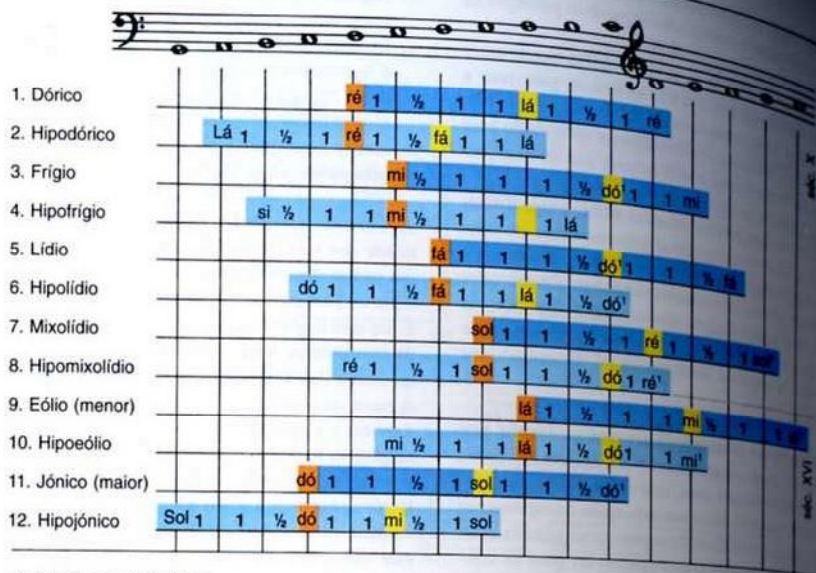 1. Dórico ré 1 ½ 1 1 lá 1 ½ 1 ré
2. Hipodórico Lá 1 ½ 1 ré 1 ½ fá 1 1 lá
3. Frígio mi ½ 1 1 1 ½ dó¹ 1 1 mi
4. Hipofrígio si ½ 1 1 mi ½ 1 1 1 lá
5. Lídio fá 1 1 1 ½ dó¹ 1 1 ½ fá
6. Hipolídio dó 1 1 ½ fá 1 1 lá 1 ½ dó¹
7. Mixolídio sol 1 1 ½ 1 ré 1 ½ 1 sol¹
8. Hipomixolídio ré 1 ½ 1 sol 1 1 ½ dó 1 ré¹
9. Eólio (menor) lá 1 ½ 1 1 mi ½ 1 1
10. Hipoeólio mi ½ 1 1 lá 1 ½ dó 1 1 mi¹
11. Jónico (maior) dó 1 1 ½ 1 sol 1 1 ½ dó¹
12. Hipojónico Sol 1 1 ½ dó 1 1 mi ½ 1 sol
séc. X
séc. XVI